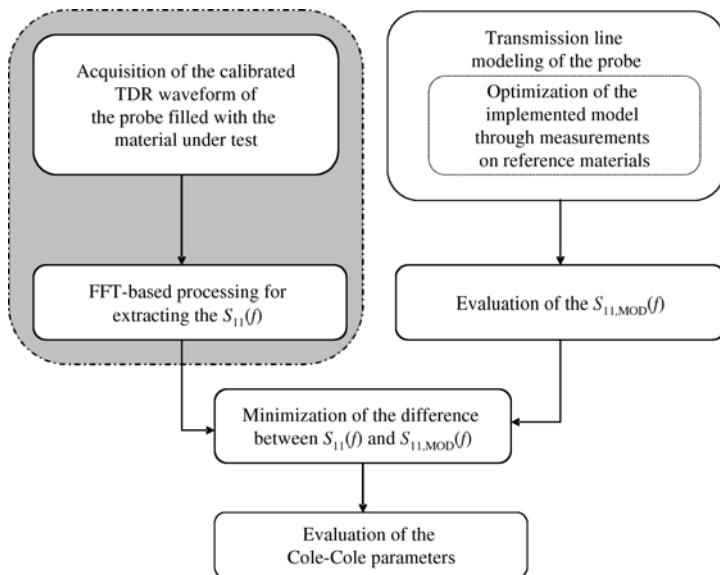 Acquisition of the calibrated
TDR waveform of
the probe filled with the
material under test
FFT-based processing for
extracting the S₁₁(f)
Transmission line
modeling of the probe
Optimization of the
implemented model
through measurements
on reference materials
Evaluation of the S₁₁,MOD(f)
Minimization of the difference
between S₁₁(f) and S₁₁,MOD(f)
Evaluation of the
Cole-Cole parameters